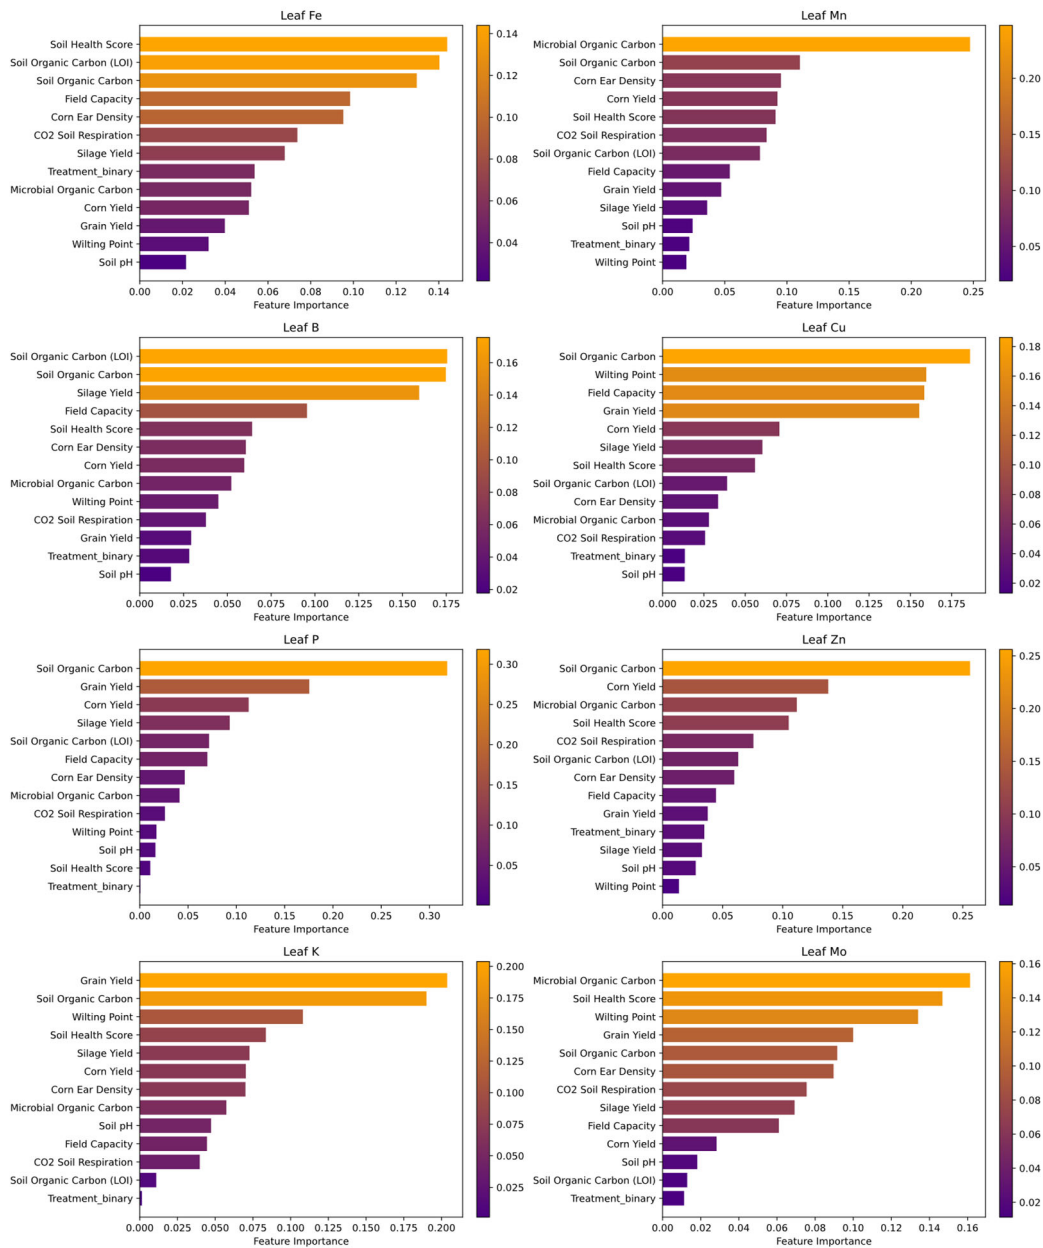 Leaf Fe
Soil Health Score
Soil Organic Carbon (LOI)
Soil Organic Carbon
Field Capacity
Corn Ear Density
CO2 Soil Respiration
Silage Yield
Treatment_binary
Microbial Organic Carbon
Corn Yield
Grain Yield
Wilting Point
Soil pH
0.00 0.02 0.04 0.06 0.08 0.10 0.12 0.14
Feature Importance
0.14
0.12
0.10
0.08
0.06
0.04
Leaf Mn
Microbial Organic Carbon
Soil Organic Carbon
Corn Ear Density
Corn Yield
Soil Health Score
CO2 Soil Respiration
Soil Organic Carbon (LOI)
Field Capacity
Grain Yield
Silage Yield
Soil pH
Treatment_binary
Wilting Point
0.00 0.05 0.10 0.15 0.20 0.25
Feature Importance
0.20
0.15
0.10
0.05
Leaf B
Soil Organic Carbon (LOI)
Soil Organic Carbon
Silage Yield
Field Capacity
Soil Health Score
Corn Ear Density
Corn Yield
Microbial Organic Carbon
Wilting Point
CO2 Soil Respiration
Grain Yield
Treatment_binary
Soil pH
0.000 0.025 0.050 0.075 0.100 0.125 0.150 0.175
Feature Importance
0.16
0.14
0.12
0.10
0.08
0.06
0.04
0.02
Leaf Cu
Soil Organic Carbon
Wilting Point
Field Capacity
Grain Yield
Corn Yield
Silage Yield
Soil Health Score
Soil Organic Carbon (LOI)
Corn Ear Density
Microbial Organic Carbon
CO2 Soil Respiration
Treatment_binary
Soil pH
0.000 0.025 0.050 0.075 0.100 0.125 0.150 0.175
Feature Importance
0.18
0.16
0.14
0.12
0.10
0.08
0.06
0.04
0.02
Leaf P
Soil Organic Carbon
Grain Yield
Corn Yield
Silage Yield
Soil Organic Carbon (LOI)
Field Capacity
Corn Ear Density
Microbial Organic Carbon
CO2 Soil Respiration
Wilting Point
Soil pH
Soil Health Score
Treatment_binary
0.00 0.05 0.10 0.15 0.20 0.25 0.30
Feature Importance
0.30
0.25
0.20
0.15
0.10
0.05
Leaf Zn
Soil Organic Carbon
Corn Yield
Microbial Organic Carbon
Soil Health Score
CO2 Soil Respiration
Soil Organic Carbon (LOI)
Corn Ear Density
Field Capacity
Grain Yield
Treatment_binary
Silage Yield
Soil pH
Wilting Point
0.00 0.05 0.10 0.15 0.20 0.25
Feature Importance
0.25
0.20
0.15
0.10
0.05
Leaf K
Grain Yield
Soil Organic Carbon
Wilting Point
Soil Health Score
Silage Yield
Corn Yield
Corn Ear Density
Microbial Organic Carbon
Soil pH
Field Capacity
CO2 Soil Respiration
Soil Organic Carbon (LOI)
Treatment_binary
0.000 0.025 0.050 0.075 0.100 0.125 0.150 0.175 0.200
Feature Importance
0.200
0.175
0.150
0.125
0.100
0.075
0.050
0.025
Leaf Mo
Microbial Organic Carbon
Soil Health Score
Wilting Point
Grain Yield
Soil Organic Carbon
Corn Ear Density
CO2 Soil Respiration
Silage Yield
Field Capacity
Corn Yield
Soil pH
Soil Organic Carbon (LOI)
Treatment_binary
0.00 0.02 0.04 0.06 0.08 0.10 0.12 0.14 0.16
Feature Importance
0.16
0.14
0.12
0.10
0.08
0.06
0.04
0.02